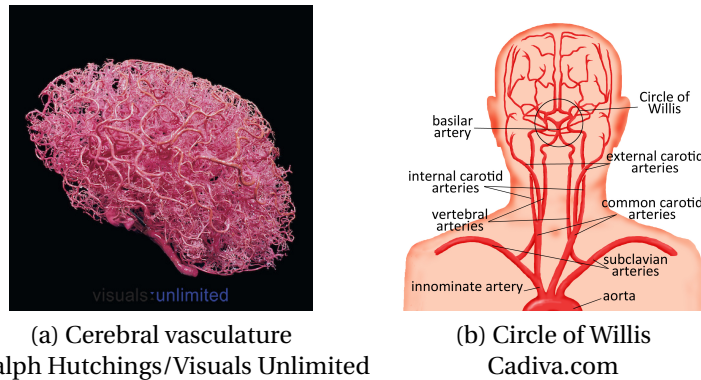 visuals:unlimited
Circle of
Willis
basilar
artery
external carotid
arteries
internal carotid
arteries
common carotid
arteries
vertebral
arteries
subclavian
arteries
innominate artery
aorta
(a) Cerebral vasculature
alph Hutchings/Visuals Unlimited
(b) Circle of Willis
Cadiva.com